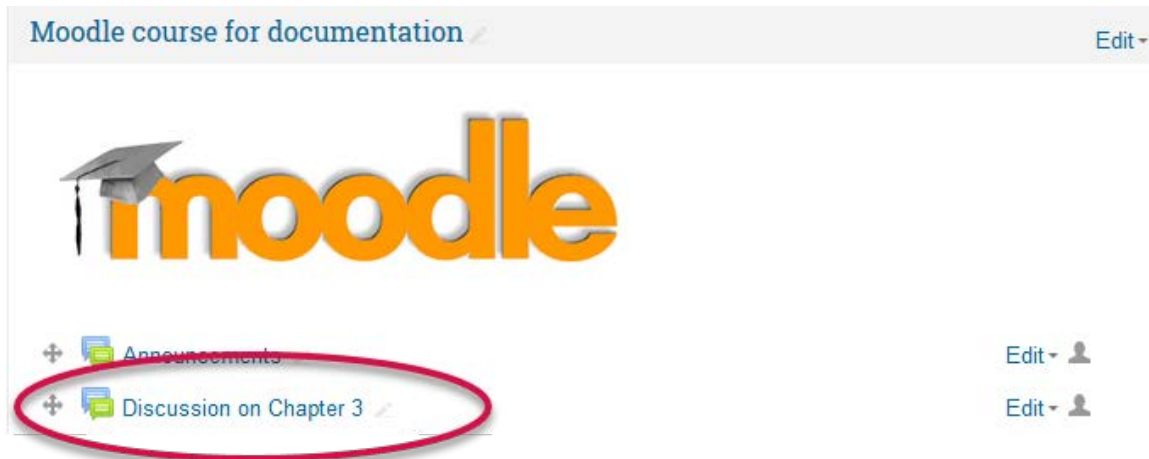 Moodle course for documentation
Edit
moodle
Announcements
Edit
Discussion on Chapter 3
Edit